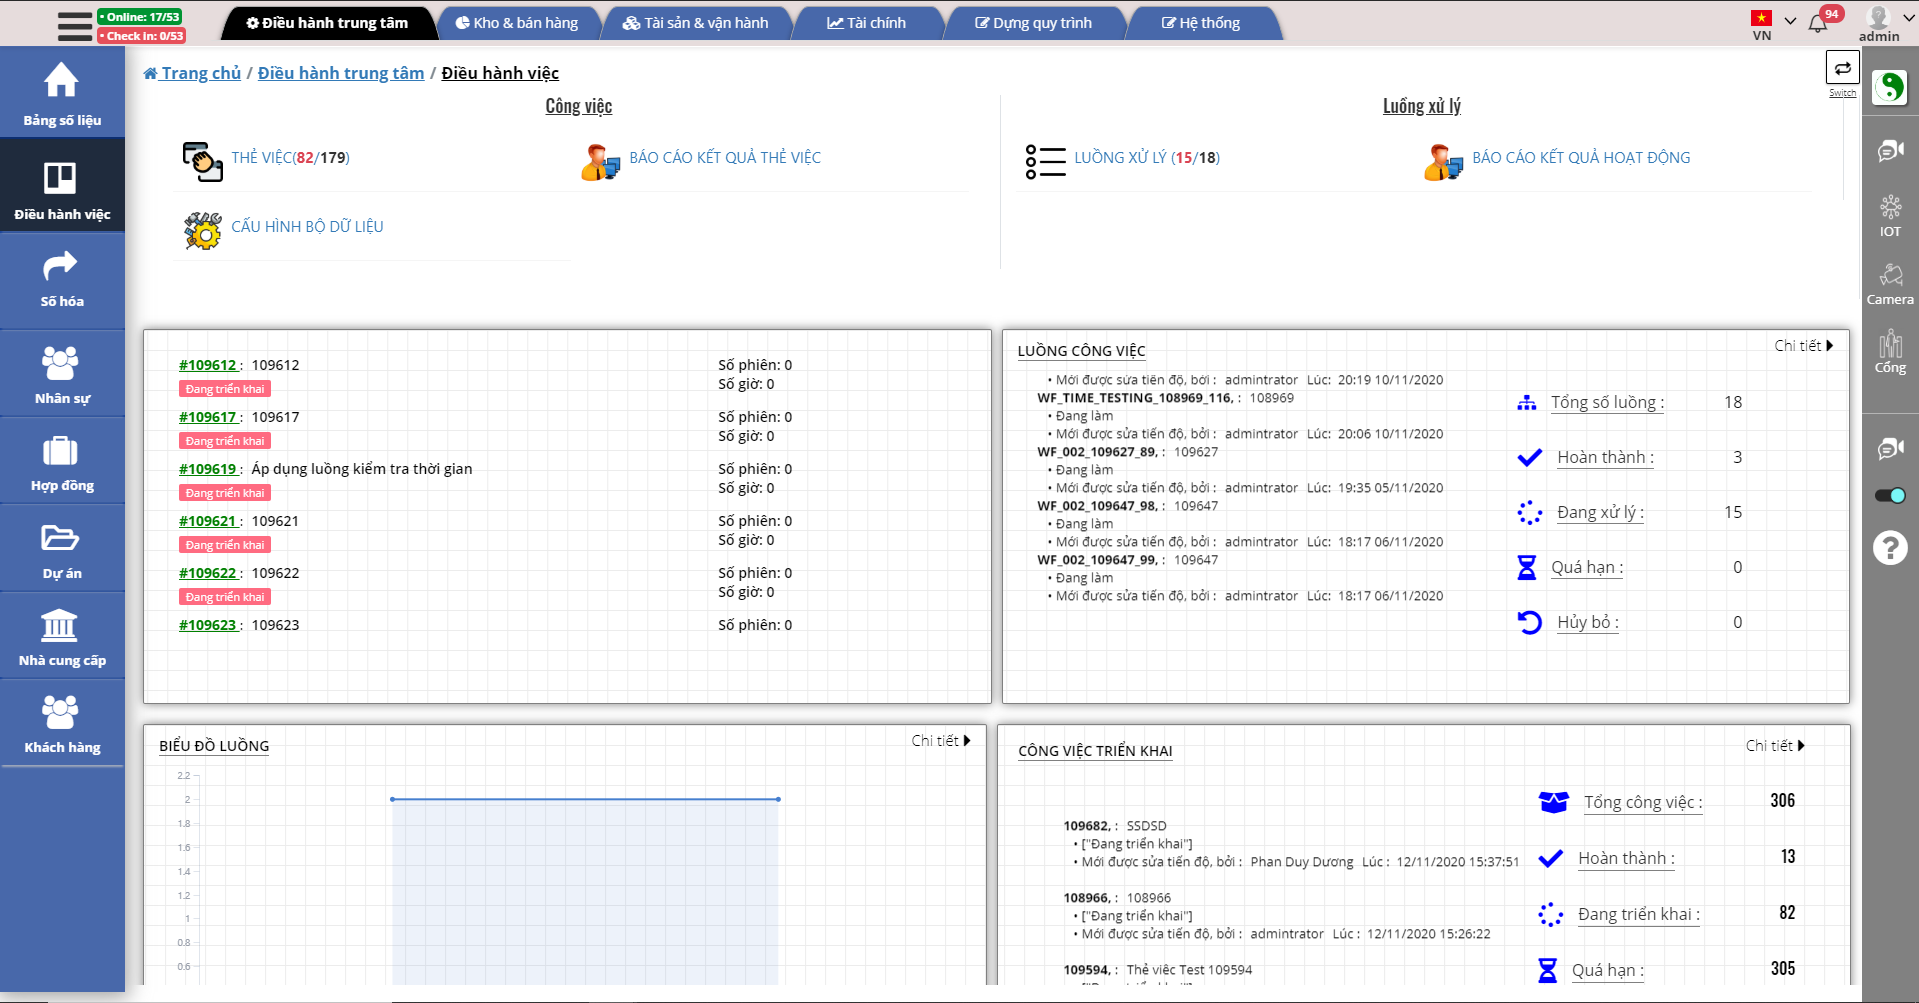 • Online: 17/53
• Check In: 0/53
Điều hành trung tâm
Kho & bán hàng
Tài sản & vận hành
Tài chính
Dựng quy trình
Hệ thống
VN
94
admin
Bảng số liệu
Điều hành việc
Số hóa
Nhân sự
Hợp đồng
Dự án
Nhà cung cấp
Khách hàng
Trang chủ / Điều hành trung tâm / Điều hành việc
Switch
Công việc
THẺ VIỆC(82/179)
BÁO CÁO KẾT QUẢ THẺ VIỆC
CẤU HÌNH BỘ DỮ LIỆU
Luồng xử lý
LUỒNG XỬ LÝ (15/18)
BÁO CÁO KẾT QUẢ HOẠT ĐỘNG
IOT
Camera
Cổng
#109612 : 109612 Số phiên: 0
Đang triển khai Số giờ: 0
#109617 : 109617 Số phiên: 0
Đang triển khai Số giờ: 0
#109619 : Áp dụng luồng kiểm tra thời gian Số phiên: 0
Đang triển khai Số giờ: 0
#109621 : 109621 Số phiên: 0
Đang triển khai Số giờ: 0
#109622 : 109622 Số phiên: 0
Đang triển khai Số giờ: 0
#109623 : 109623 Số phiên: 0
LUỒNG CÔNG VIỆC
Chi tiết
• Mới được sửa tiến độ, bởi : admintrator Lúc: 20:19 10/11/2020
WF_TIME_TESTING_108969_116, : 108969
• Đang làm
• Mới được sửa tiến độ, bởi : admintrator Lúc: 20:06 10/11/2020
WF_002_109627_89, : 109627
• Đang làm
• Mới được sửa tiến độ, bởi : admintrator Lúc: 19:35 05/11/2020
WF_002_109647_98, : 109647
• Đang làm
• Mới được sửa tiến độ, bởi : admintrator Lúc: 18:17 06/11/2020
WF_002_109647_99, : 109647
• Đang làm
• Mới được sửa tiến độ, bởi : admintrator Lúc: 18:17 06/11/2020
Tổng số luồng : 18
Hoàn thành : 3
Đang xử lý : 15
Quá hạn : 0
Hủy bỏ : 0
BIỂU ĐỒ LUỒNG
Chi tiết
2.2
2
1.8
1.6
1.4
1.2
1
0.8
0.6
CÔNG VIỆC TRIỂN KHAI
Chi tiết
109682, : SSDSD
• ["Đang triển khai"]
• Mới được sửa tiến độ, bởi : Phan Duy Dương Lúc : 12/11/2020 15:37:51
108966, : 108966
• ["Đang triển khai"]
• Mới được sửa tiến độ, bởi : admintrator Lúc : 12/11/2020 15:26:22
109594, : Thẻ việc Test 109594
Tổng công việc : 306
Hoàn thành : 13
Đang triển khai : 82
Quá hạn : 305